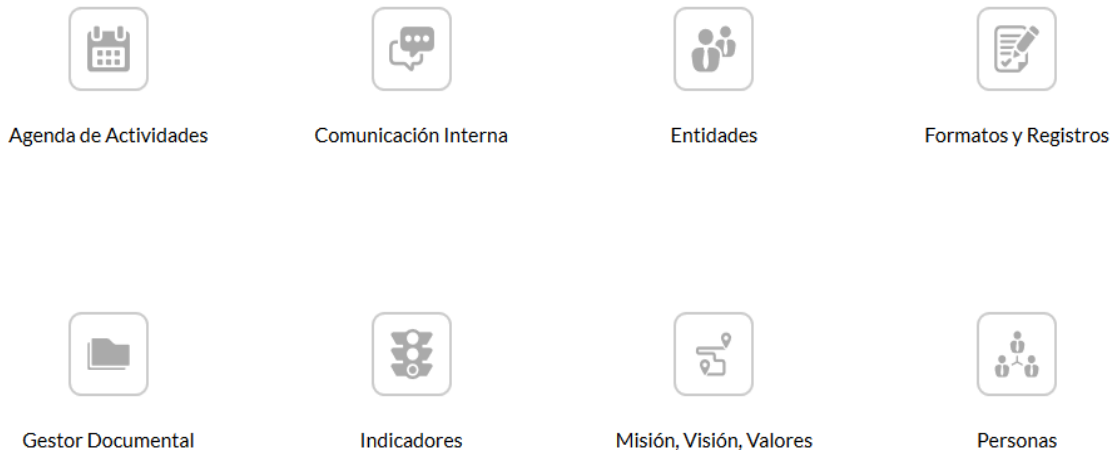 Agenda de Actividades
Comunicación Interna
Entidades
Formatos y Registros
Gestor Documental
Indicadores
Misión, Visión, Valores
Personas